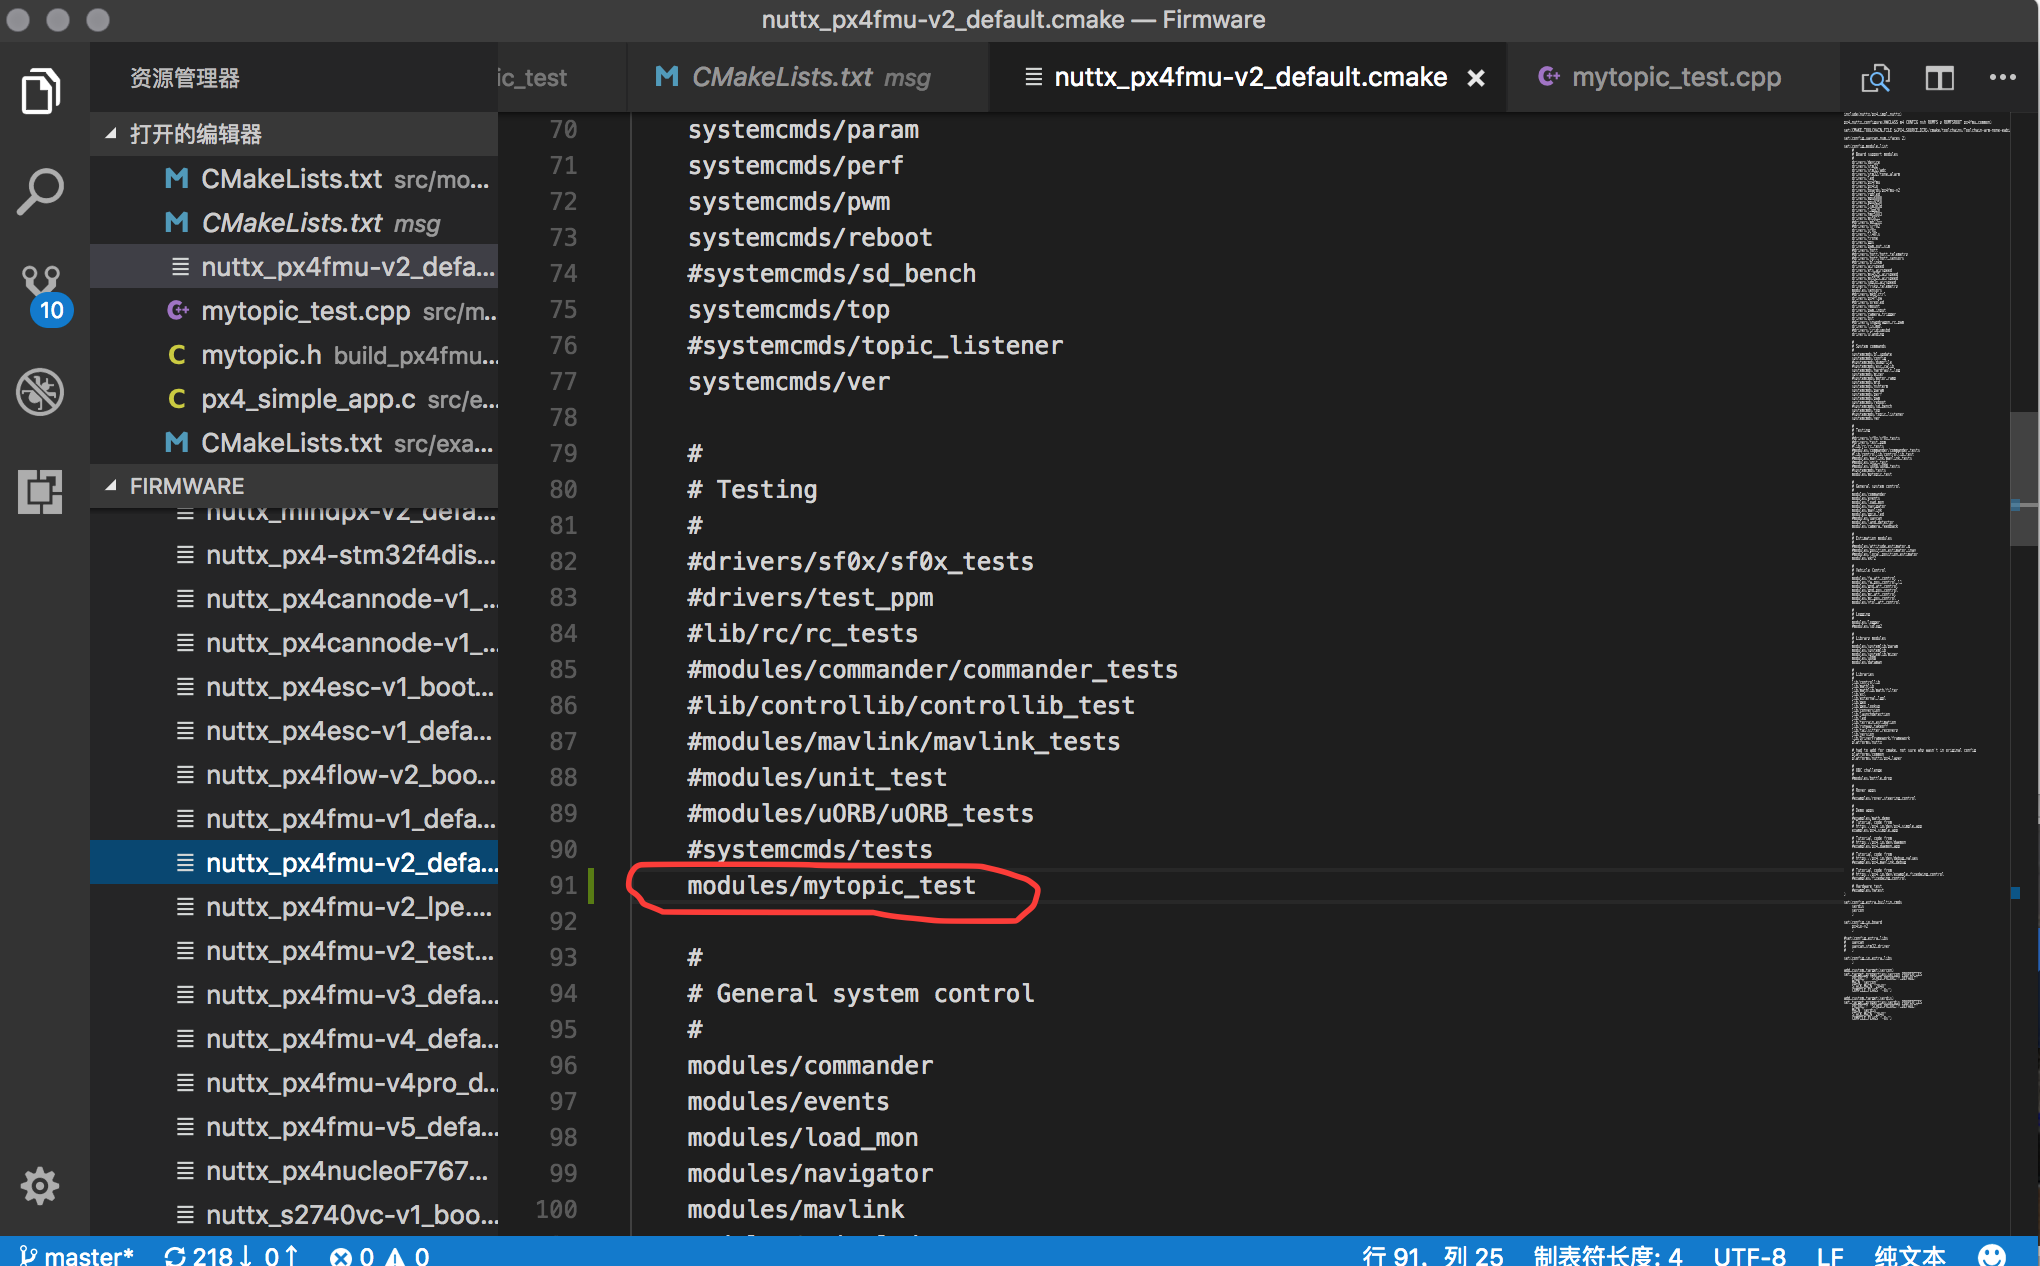 nuttx_px4fmu-v2_default.cmake — Firmware
资源管理器
ic_test
CMakeLists.txt msg
nuttx_px4fmu-v2_default.cmake
mytopic_test.cpp
打开的编辑器
CMakeLists.txt src/mo...
CMakeLists.txt msg
nuttx_px4fmu-v2_defa...
mytopic_test.cpp src/m...
mytopic.h build_px4fmu...
px4_simple_app.c src/e...
CMakeLists.txt src/exa...
10
FIRMWARE
nuttx_mindpx-v2_defa...
nuttx_px4-stm32f4dis...
nuttx_px4cannode-v1_...
nuttx_px4cannode-v1_...
nuttx_px4esc-v1_boot...
nuttx_px4esc-v1_defa...
nuttx_px4flow-v2_boo...
nuttx_px4fmu-v1_defa...
nuttx_px4fmu-v2_defa...
nuttx_px4fmu-v2_lpe....
nuttx_px4fmu-v2_test...
nuttx_px4fmu-v3_defa...
nuttx_px4fmu-v4_defa...
nuttx_px4fmu-v4pro_d...
nuttx_px4fmu-v5_defa...
nuttx_px4nucleoF767...
nuttx_s2740vc-v1_boo...
70 systemcmds/param
71 systemcmds/perf
72 systemcmds/pwm
73 systemcmds/reboot
74 #systemcmds/sd_bench
75 systemcmds/top
76 #systemcmds/topic_listener
77 systemcmds/ver
78
79 #
80 # Testing
81 #
82 #drivers/sf0x/sf0x_tests
83 #drivers/test_ppm
84 #lib/rc/rc_tests
85 #modules/commander/commander_tests
86 #lib/controllib/controllib_test
87 #modules/mavlink/mavlink_tests
88 #modules/unit_test
89 #modules/uORB/uORB_tests
90 #systemcmds/tests
91 modules/mytopic_test
92
93 #
94 # General system control
95 #
96 modules/commander
97 modules/events
98 modules/load_mon
99 modules/navigator
100 modules/mavlink
master* 218↓ 0↑ 0 0
行 91，列 25 制表符长度: 4 UTF-8 LF 纯文本